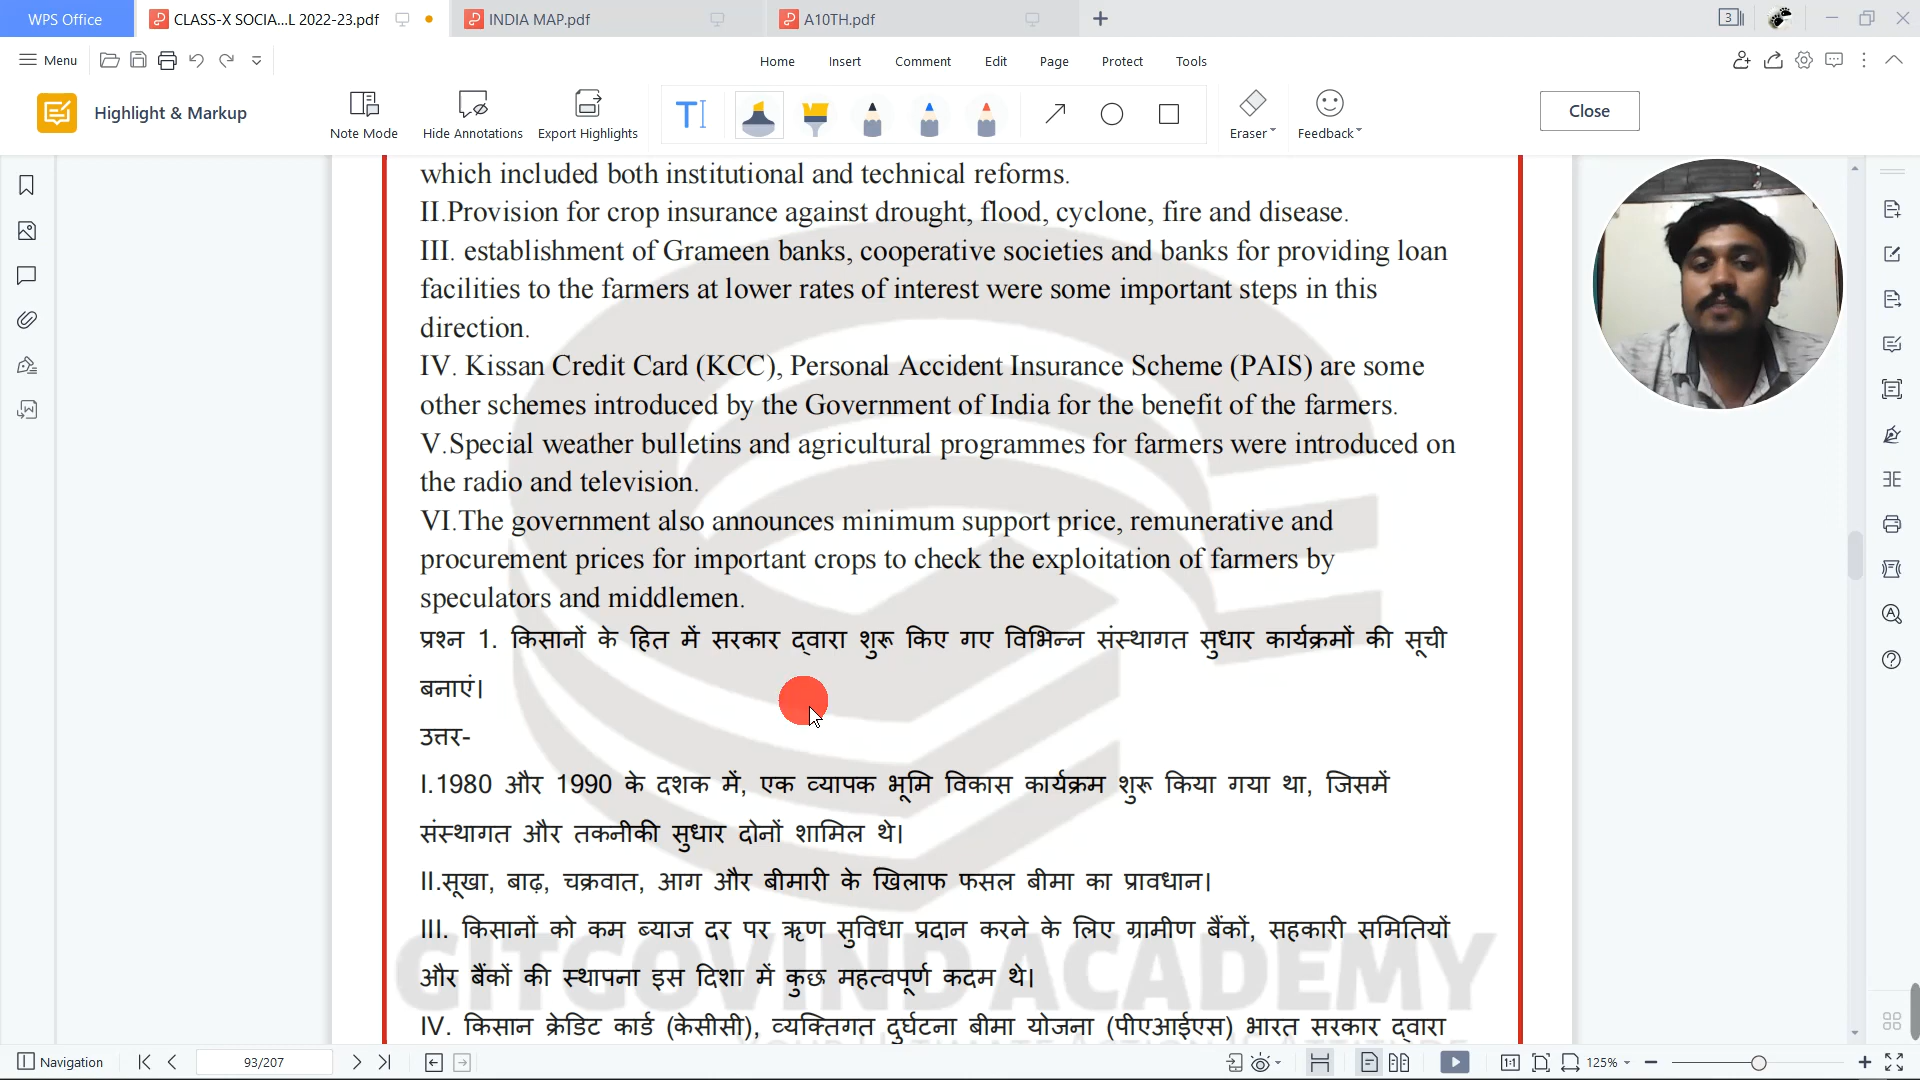 WPS Office
CLASS-X SOCIA...L 2022-23.pdf
INDIA MAP.pdf
A10TH.pdf
3
Menu
Home Insert Comment Edit Page Protect Tools
Highlight & Markup
Note Mode
Hide Annotations
Export Highlights
Eraser
Feedback
Close
which included both institutional and technical reforms.
II.Provision for crop insurance against drought, flood, cyclone, fire and disease.
III. establishment of Grameen banks, cooperative societies and banks for providing loan
facilities to the farmers at lower rates of interest were some important steps in this
direction.
IV. Kissan Credit Card (KCC), Personal Accident Insurance Scheme (PAIS) are some
other schemes introduced by the Government of India for the benefit of the farmers.
V.Special weather bulletins and agricultural programmes for farmers were introduced on
the radio and television.
VI.The government also announces minimum support price, remunerative and
procurement prices for important crops to check the exploitation of farmers by
speculators and middlemen.
प्रश्न 1. किसानों के हित में सरकार द्वारा शुरू किए गए विभिन्न संस्थागत सुधार कार्यक्रमों की सूची
बनाएं।
उत्तर-
I.1980 और 1990 के दशक में, एक व्यापक भूमि विकास कार्यक्रम शुरू किया गया था, जिसमें
संस्थागत और तकनीकी सुधार दोनों शामिल थे।
II.सूखा, बाढ़, चक्रवात, आग और बीमारी के खिलाफ फसल बीमा का प्रावधान।
III. किसानों को कम ब्याज दर पर ऋण सुविधा प्रदान करने के लिए ग्रामीण बैंकों, सहकारी समितियों
और बैंकों की स्थापना इस दिशा में कुछ महत्वपूर्ण कदम थे।
IV. किसान क्रेडिट कार्ड (केसीसी), व्यक्तिगत दुर्घटना बीमा योजना (पीएआईएस) भारत सरकार द्वारा
GITGOVIND ACADEMY
Navigation
93/207
1:1
125%